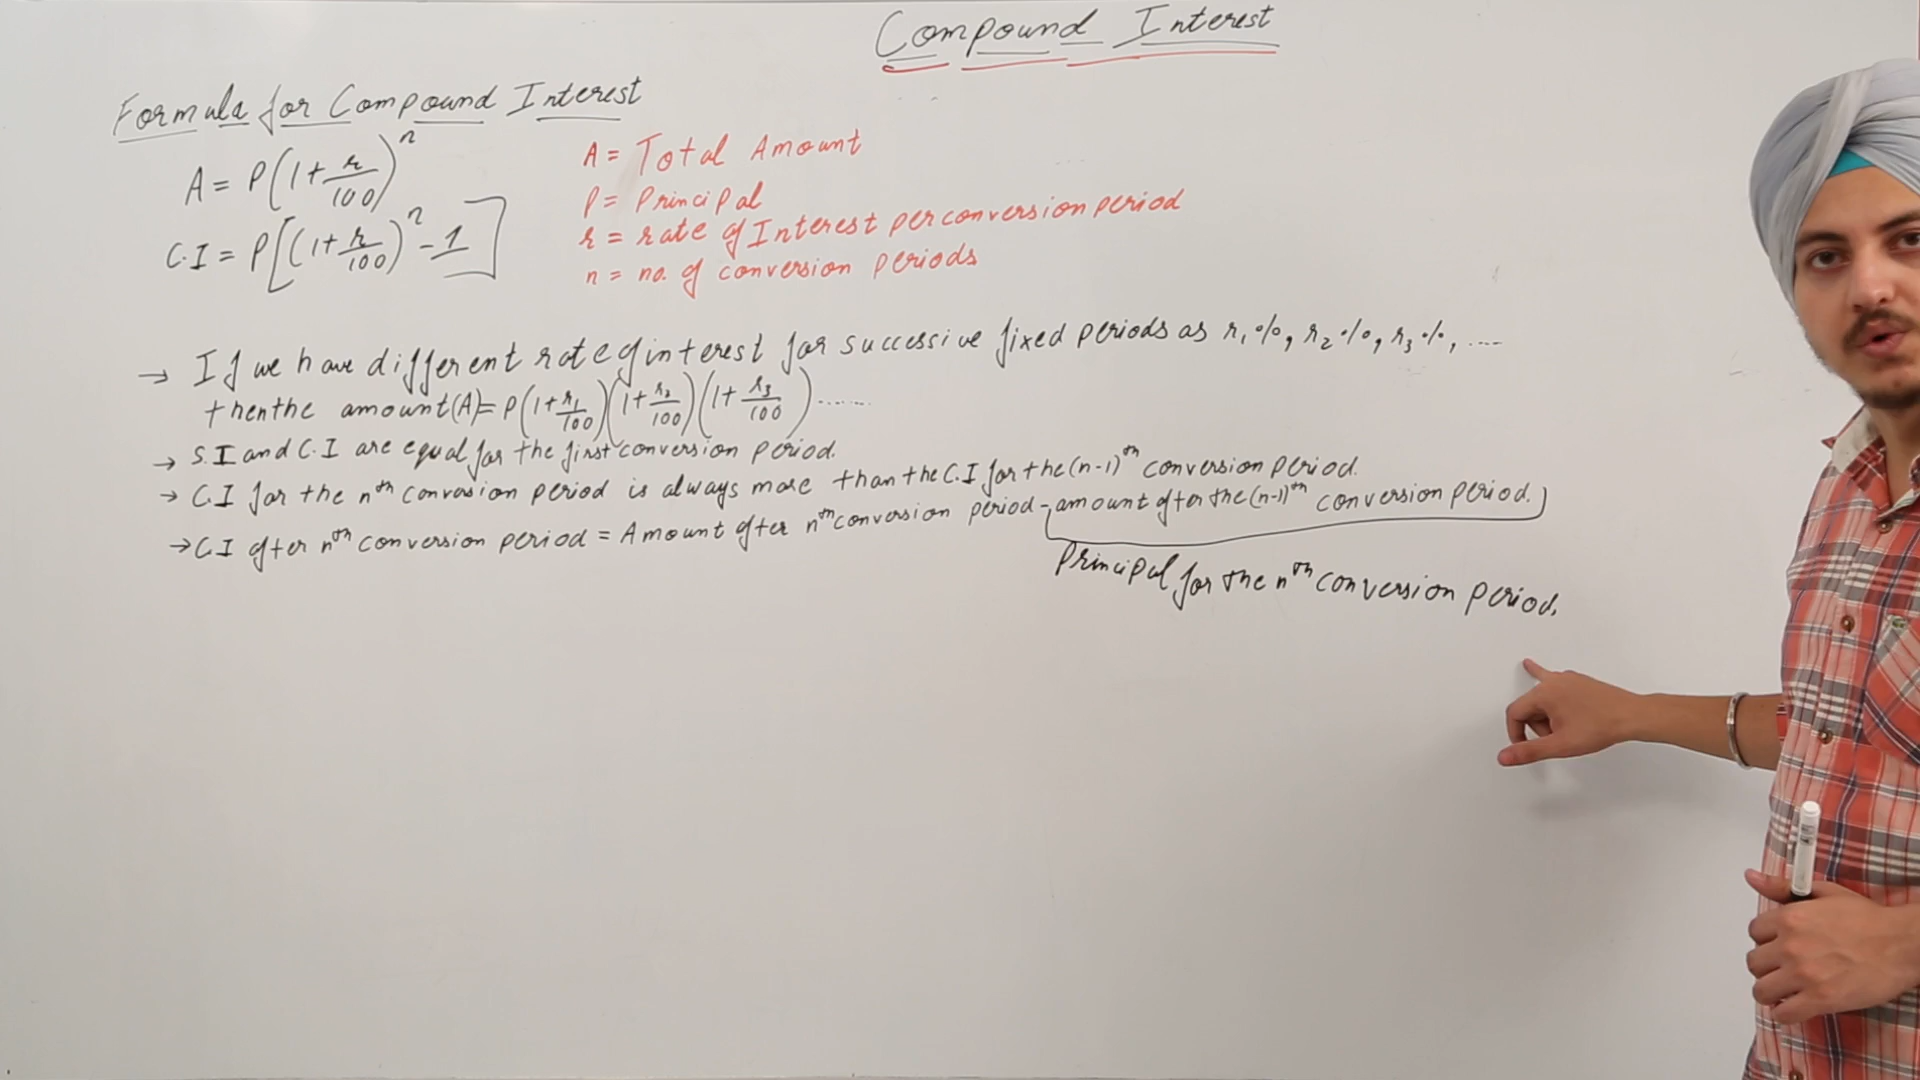 Compound Interest
Formula for Compound Interest
A = P(1+r/100)^n
C.I = P[(1+r/100)^n - 1]
A = Total Amount
P = Principal
r = rate of Interest per conversion period
n = no. of conversion periods
→ If we have different rate of interest for successive fixed periods as r₁%, r₂%, r₃%, ....
then the amount(A) = P(1+r₁/100)(1+r₂/100)(1+r₃/100).......
→ S.I and C.I are equal for the first conversion period.
→ C.I for the nth conversion period is always more than the C.I for the (n-1)th conversion period.
→ C.I after nth conversion period = Amount after nth conversion period - amount after the (n-1)th conversion period.
Principal for the nth conversion period.